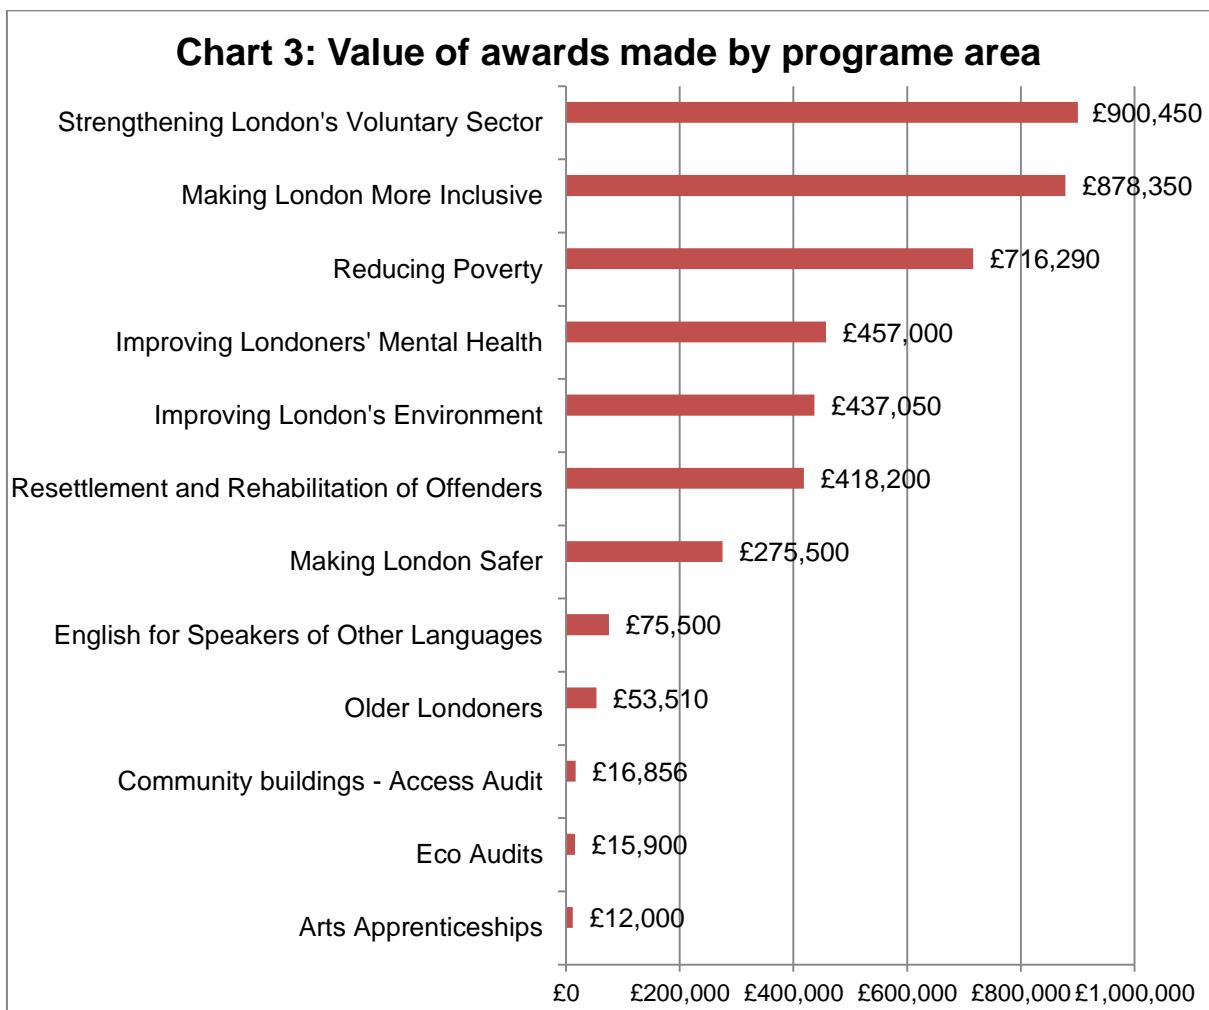 Chart 3: Value of awards made by programe area
Strengthening London's Voluntary Sector £900,450
Making London More Inclusive £878,350
Reducing Poverty £716,290
Improving Londoners' Mental Health £457,000
Improving London's Environment £437,050
Resettlement and Rehabilitation of Offenders £418,200
Making London Safer £275,500
English for Speakers of Other Languages £75,500
Older Londoners £53,510
Community buildings - Access Audit £16,856
Eco Audits £15,900
Arts Apprenticeships £12,000
£0 £200,000 £400,000 £600,000 £800,000 £1,000,000